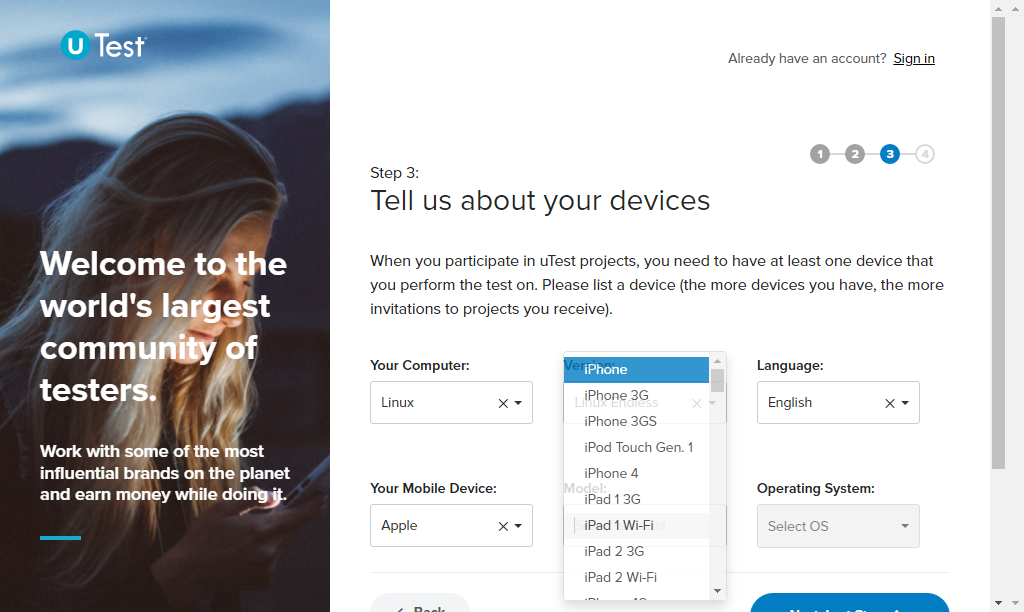 U Test
Already have an account? Sign in
1 2 3 4
Step 3:
Tell us about your devices
Welcome to the
world's largest
community of
testers.
Work with some of the most
influential brands on the planet
and earn money while doing it.
When you participate in uTest projects, you need to have at least one device that
you perform the test on. Please list a device (the more devices you have, the more
invitations to projects you receive).
Your Computer: Version: Language:
Linux Linux Endless English
Your Mobile Device: Model: Operating System:
Apple Select OS
iPhone
iPhone 3G
iPhone 3GS
iPod Touch Gen. 1
iPhone 4
iPad 1 3G
iPad 1 Wi-Fi
iPad 2 3G
iPad 2 Wi-Fi
Back